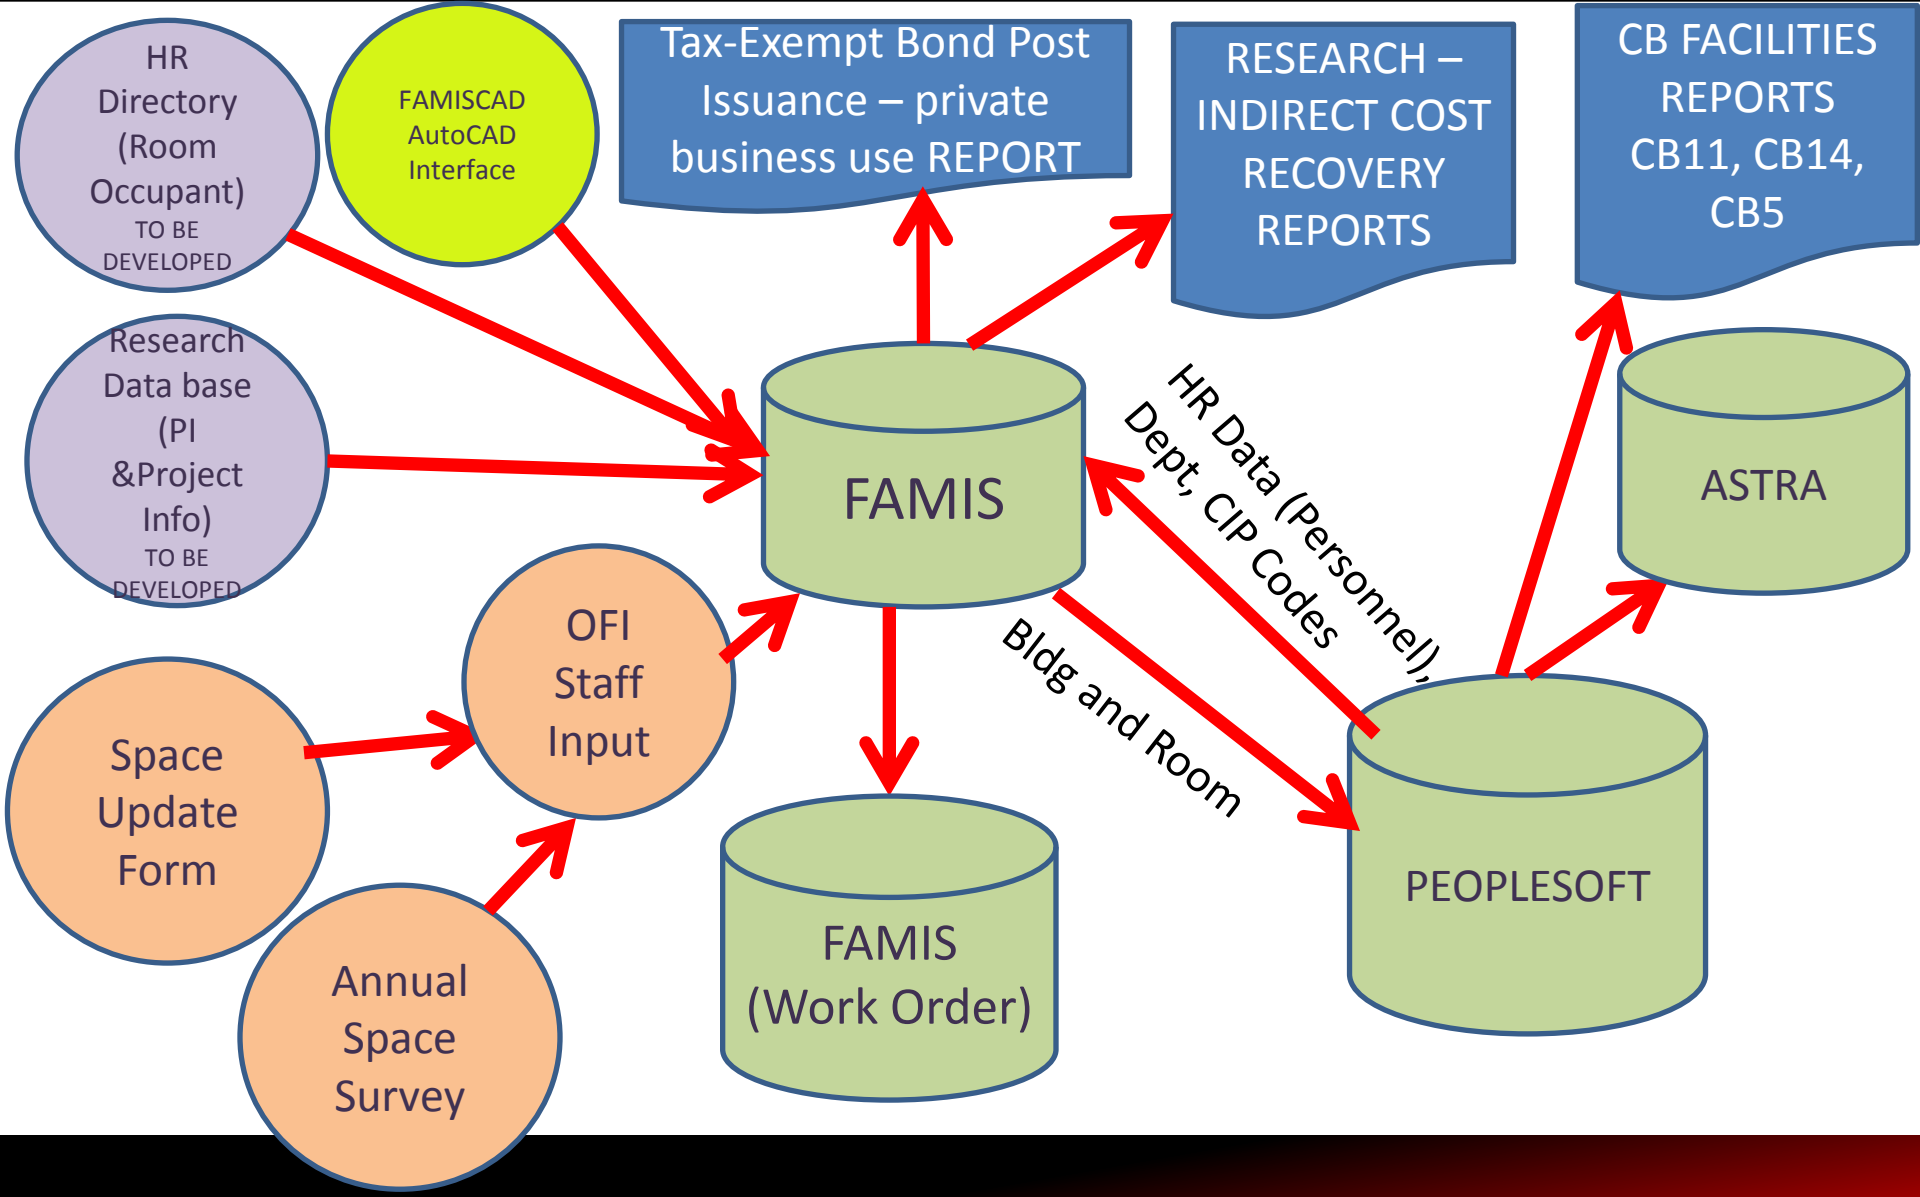 HR
Directory
(Room
Occupant)
TO BE
DEVELOPED
FAMISCAD
AutoCAD
Interface
Tax-Exempt Bond Post
Issuance – private
business use REPORT
RESEARCH –
INDIRECT COST
RECOVERY
REPORTS
CB FACILITIES
REPORTS
CB11, CB14,
CB5
Research
Data base
(PI
&Project
Info)
TO BE
DEVELOPED
FAMIS
HR Data (Personnel),
Dept, CIP Codes
ASTRA
OFI
Staff
Input
Bldg and Room
Space
Update
Form
PEOPLESOFT
FAMIS
(Work Order)
Annual
Space
Survey